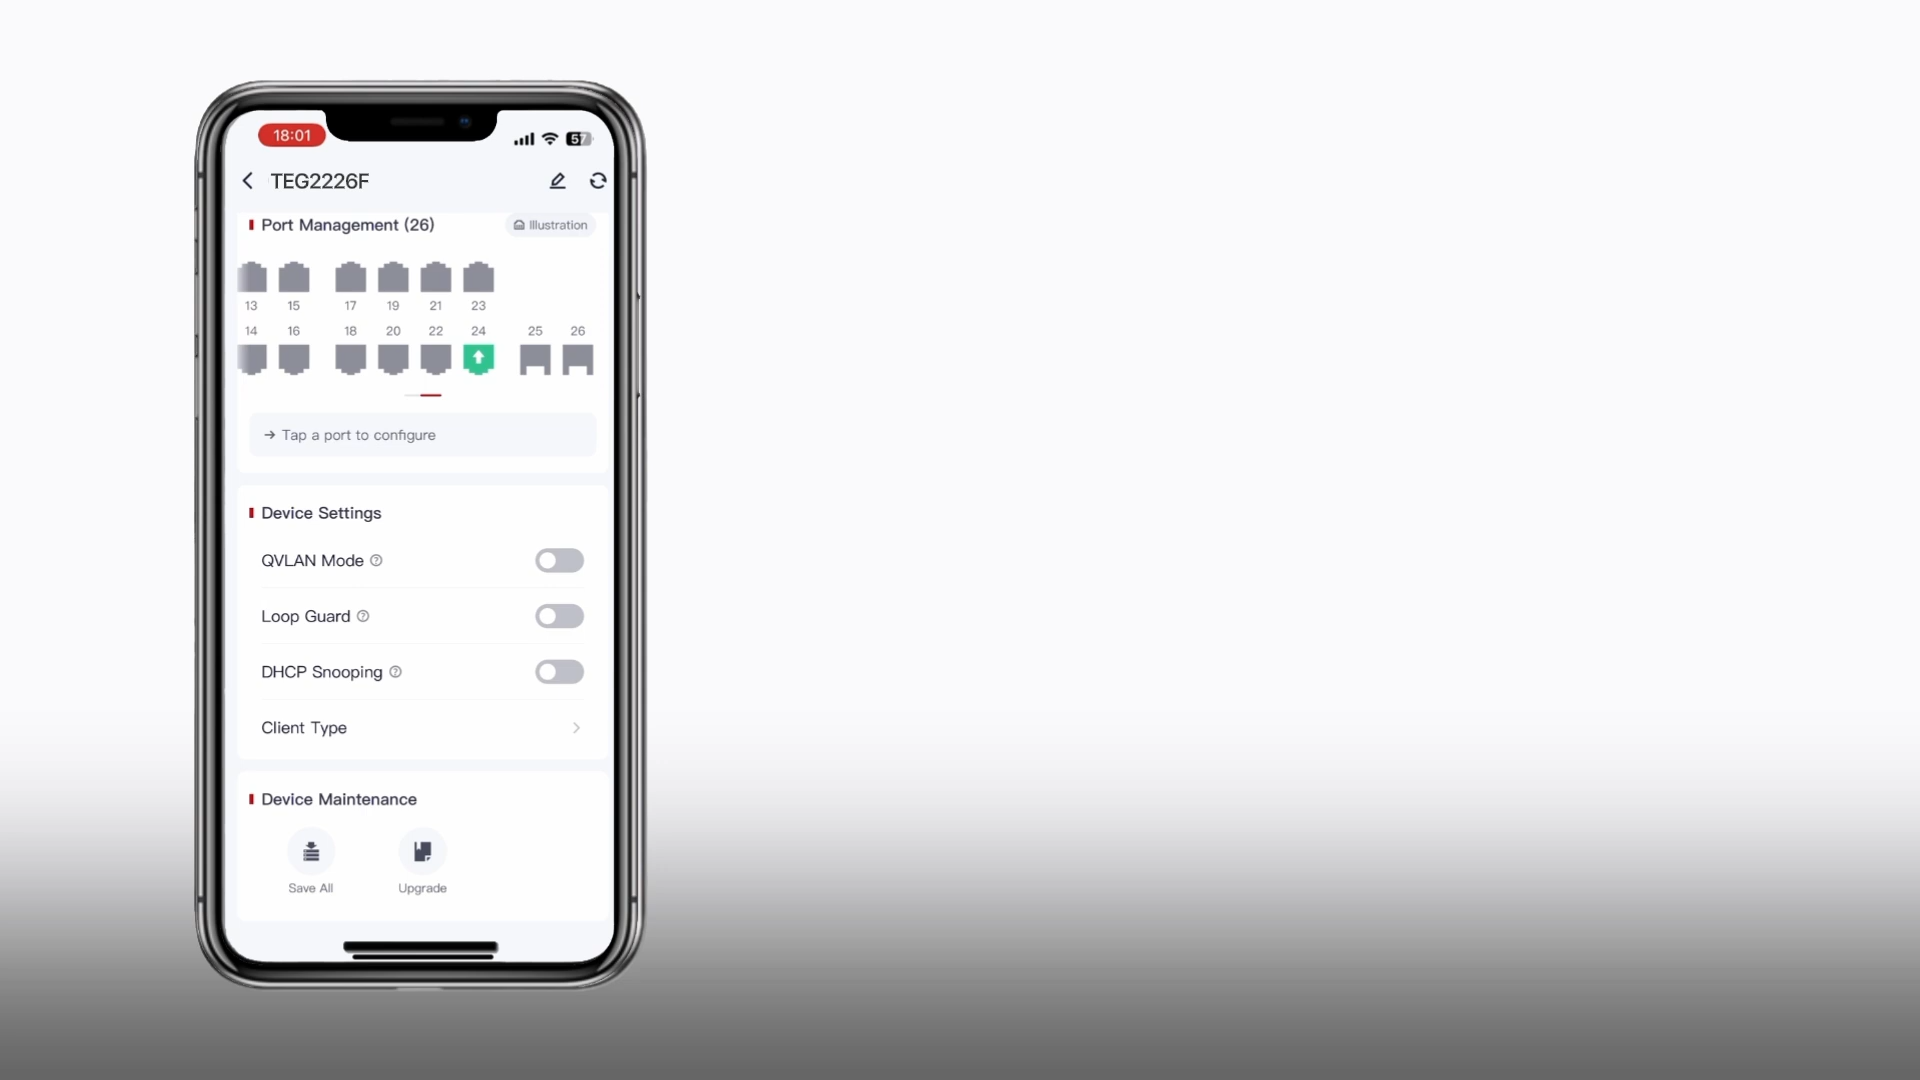 18:01
57
TEG2226F
Port Management (26)
Illustration
13 15 17 19 21 23
14 16 18 20 22 24 25 26
→ Tap a port to configure
Device Settings
QVLAN Mode
Loop Guard
DHCP Snooping
Client Type
Device Maintenance
Save All
Upgrade